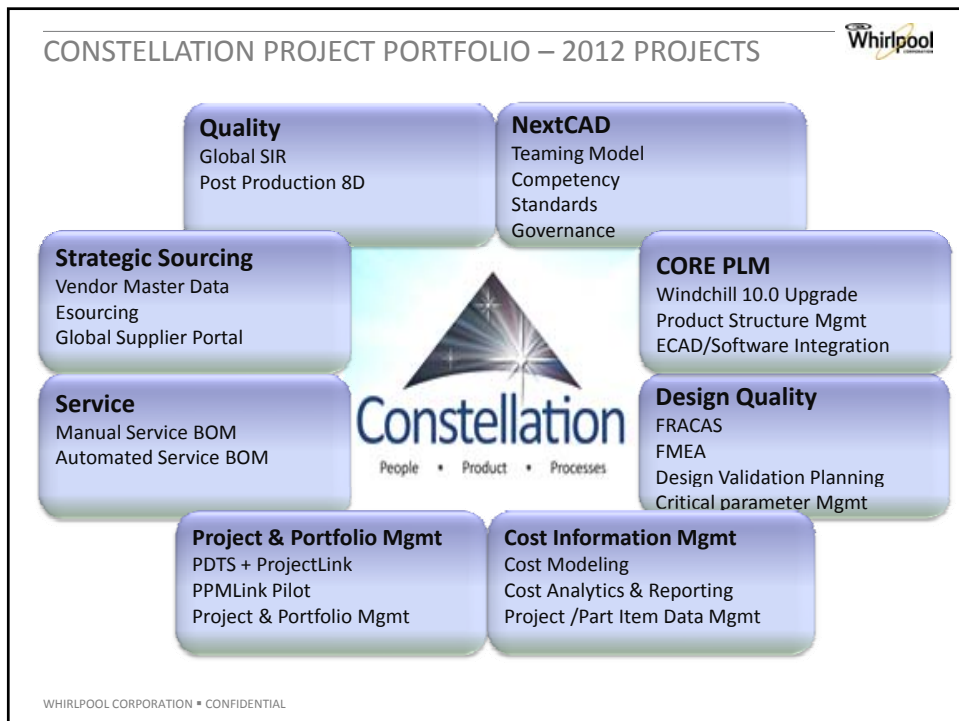 CONSTELLATION PROJECT PORTFOLIO – 2012 PROJECTS
Whirlpool
CORPORATION
Quality
Global SIR
Post Production 8D
NextCAD
Teaming Model
Competency
Standards
Governance
Strategic Sourcing
Vendor Master Data
Esourcing
Global Supplier Portal
CORE PLM
Windchill 10.0 Upgrade
Product Structure Mgmt
ECAD/Software Integration
Constellation
People • Product • Processes
Service
Manual Service BOM
Automated Service BOM
Design Quality
FRACAS
FMEA
Design Validation Planning
Critical parameter Mgmt
Project & Portfolio Mgmt
PDTS + ProjectLink
PPMLink Pilot
Project & Portfolio Mgmt
Cost Information Mgmt
Cost Modeling
Cost Analytics & Reporting
Project /Part Item Data Mgmt
WHIRLPOOL CORPORATION ▪ CONFIDENTIAL